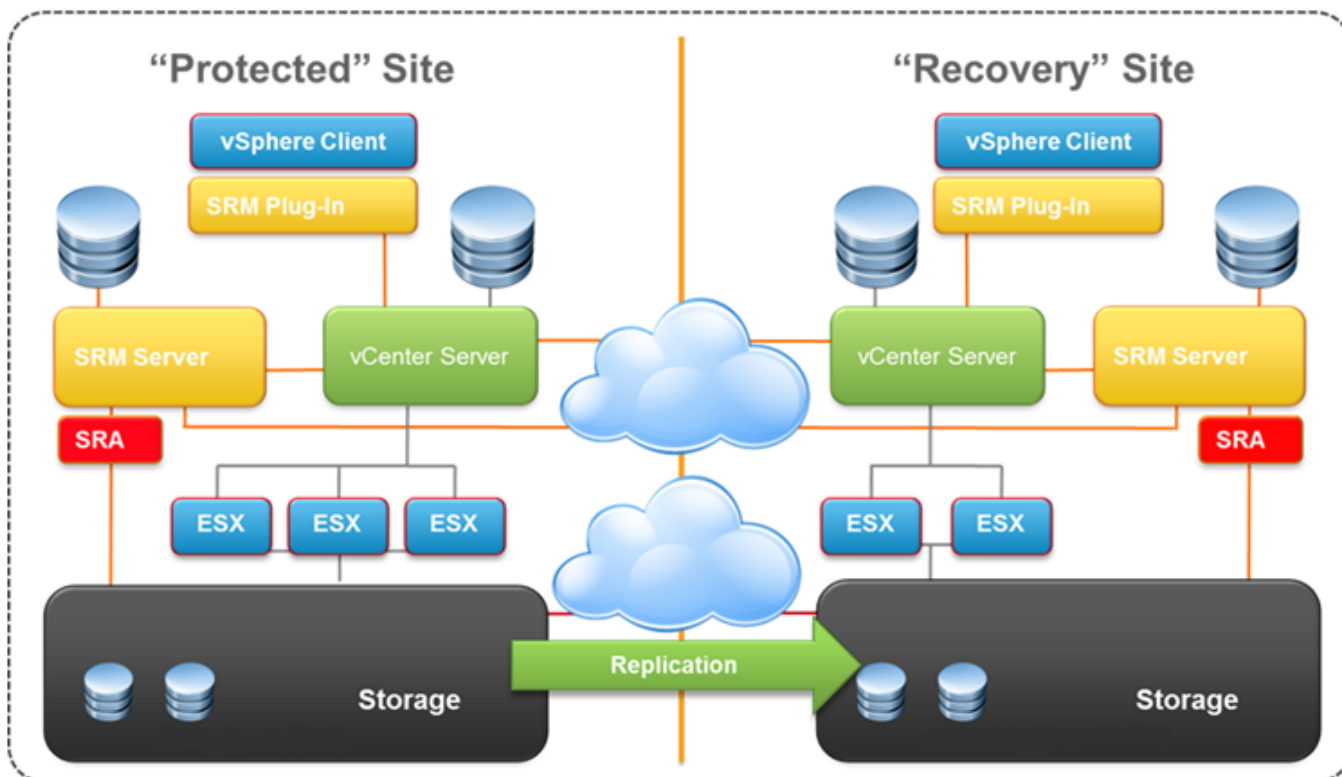 “Protected” Site
vSphere Client
SRM Plug-In
SRM Server
vCenter Server
SRA
ESX
ESX
ESX
Storage
Replication
“Recovery” Site
vSphere Client
SRM Plug-In
vCenter Server
SRM Server
SRA
ESX
ESX
Storage